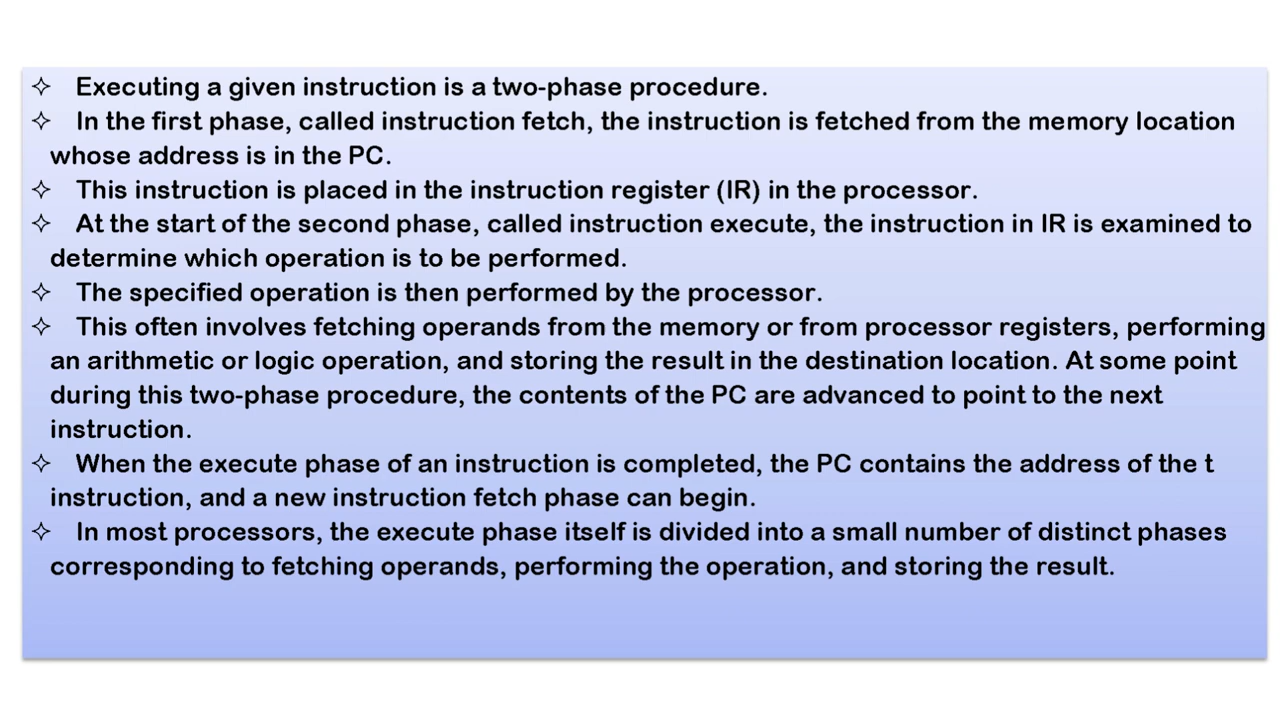 ✧ Executing a given instruction is a two-phase procedure.
✧ In the first phase, called instruction fetch, the instruction is fetched from the memory location
whose address is in the PC.
✧ This instruction is placed in the instruction register (IR) in the processor.
✧ At the start of the second phase, called instruction execute, the instruction in IR is examined to
determine which operation is to be performed.
✧ The specified operation is then performed by the processor.
✧ This often involves fetching operands from the memory or from processor registers, performing
an arithmetic or logic operation, and storing the result in the destination location. At some point
during this two-phase procedure, the contents of the PC are advanced to point to the next
instruction.
✧ When the execute phase of an instruction is completed, the PC contains the address of the t
instruction, and a new instruction fetch phase can begin.
✧ In most processors, the execute phase itself is divided into a small number of distinct phases
corresponding to fetching operands, performing the operation, and storing the result.